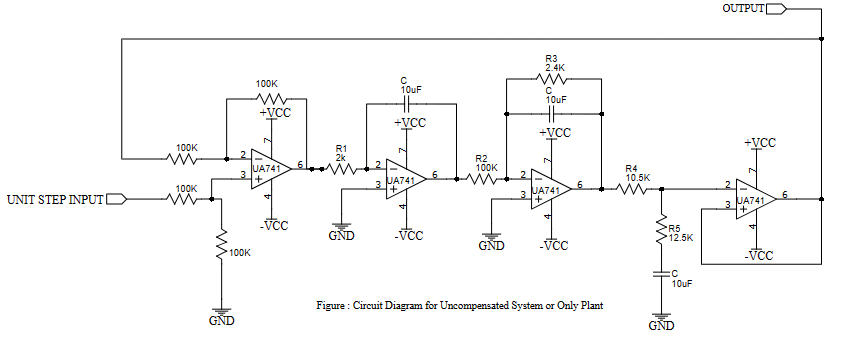 OUTPUT
R3
2.4K
C
10uF
100K
+VCC
7
C
10uF
+VCC
7
+VCC
7
+VCC
7
100K
2
3
UA741
6
4
-VCC
R1
2k
2
3
UA741
6
4
-VCC
GND
R2
100K
2
3
UA741
6
4
-VCC
GND
R4
10.5K
2
3
UA741
6
4
-VCC
UNIT STEP INPUT
100K
100K
GND
R5
12.5K
C
10uF
GND
Figure : Circuit Diagram for Uncompensated System or Only Plant